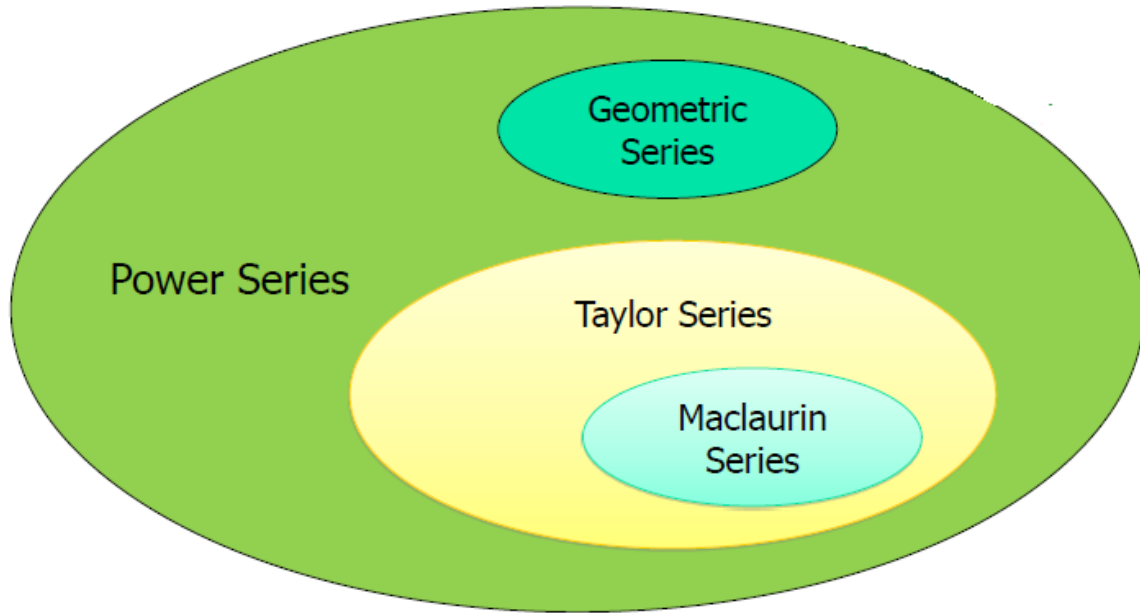 Geometric
Series
Power Series
Taylor Series
Maclaurin
Series